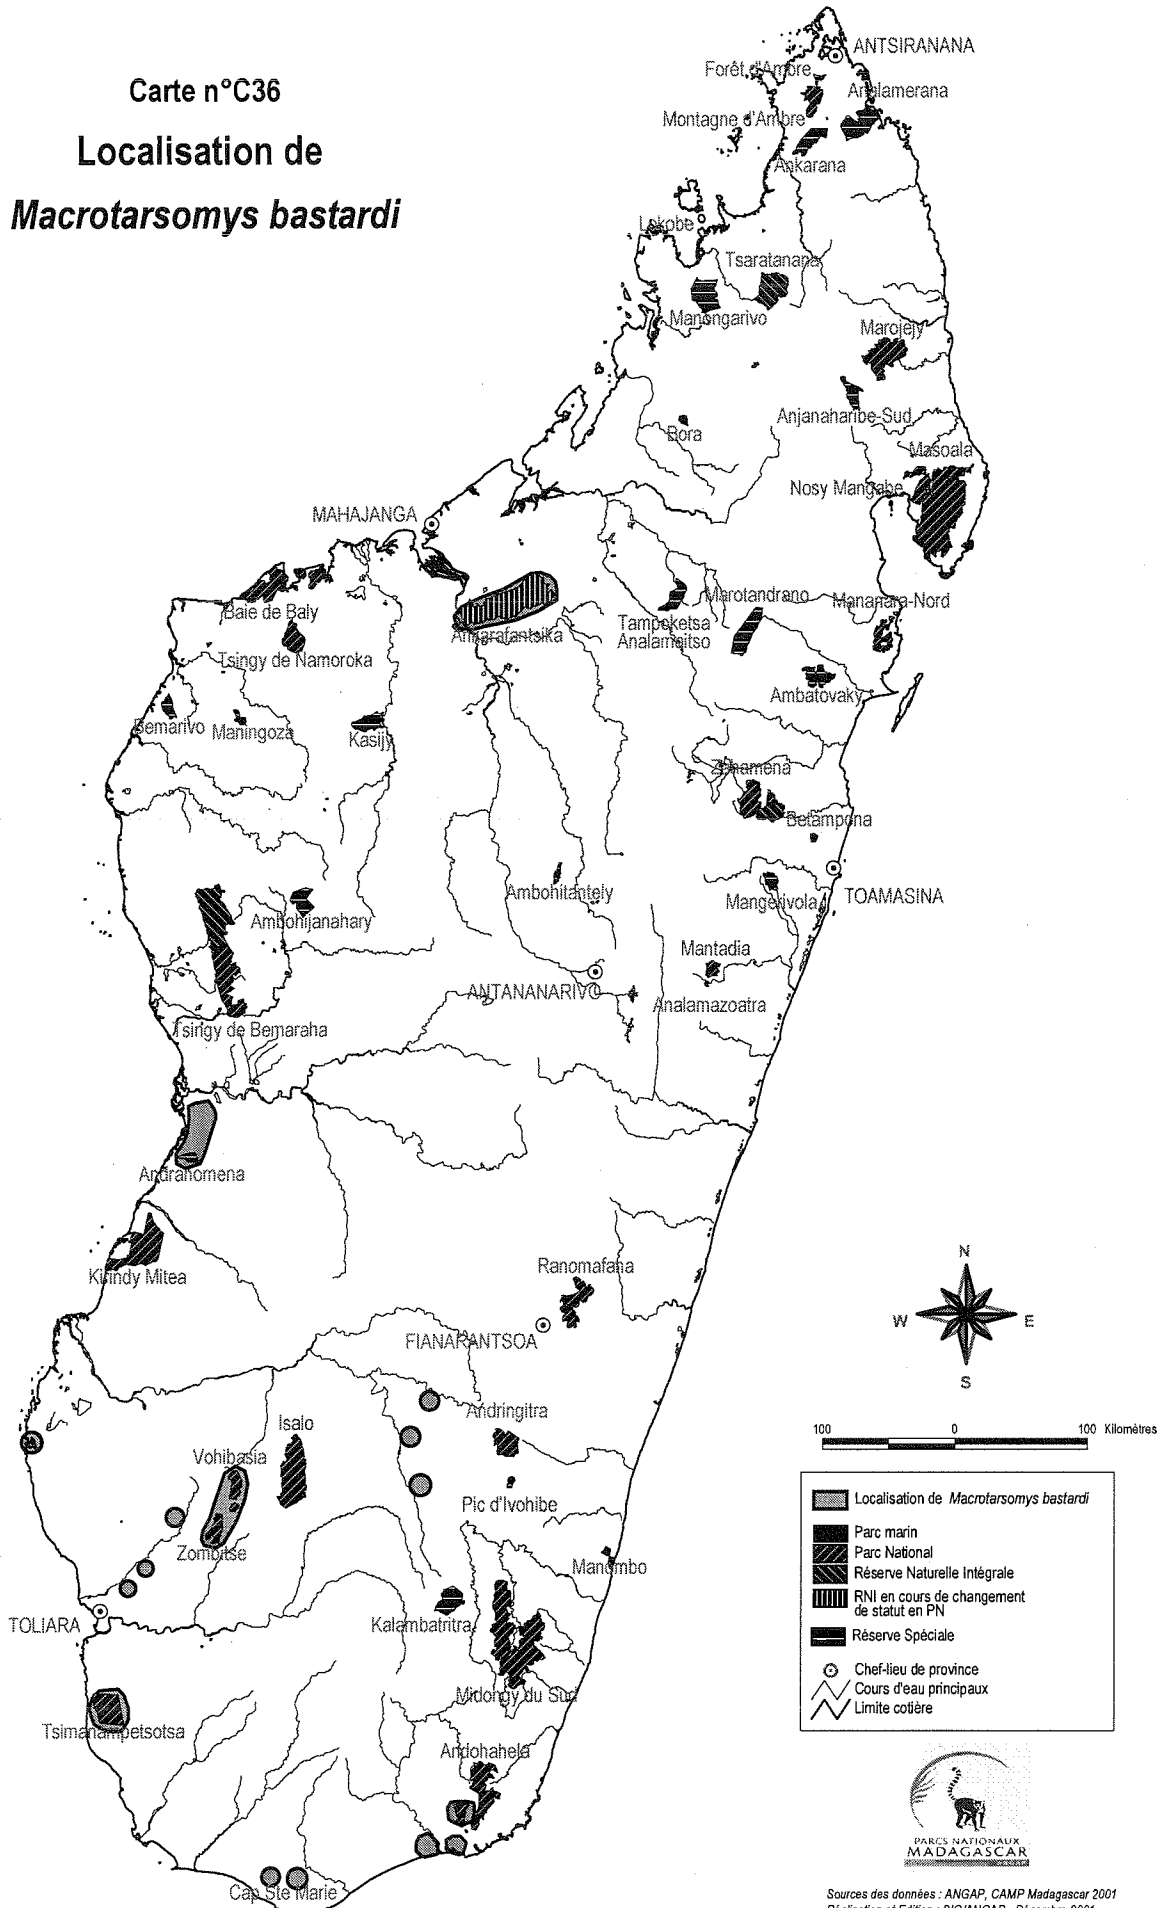 Carte n°C36
Localisation de
Macrotarsomys bastardi
ANTSIRANANA
Forêt d'Ambre
Analamerana
Montagne d'Ambre
Ankarana
Lokobe
Tsaratanana
Manongarivo
Marojejy
Anjanaharibe-Sud
Bora
Masoala
Nosy Mangabe
MAHAJANGA
Baie de Baly
Ankarafantsika
Marotandrano
Mananara-Nord
Tampoketsa
Analamaitso
Tsingy de Namoroka
Ambatovaky
Bemarivo
Maningoza
Kasijy
Zahamena
Betampona
Ambohitantely
Mangerivola
TOAMASINA
Ambohijanahary
Mantadia
ANTANANARIVO
Analamazoatra
Tsingy de Bemaraha
Andranomena
Kirindy Mitea
Ranomafana
FIANARANTSOA
N
W
E
S
Andringitra
Isalo
Vohibasia
Pic d'Ivohibe
Zombitse
Manombo
TOLIARA
Kalambatritra
Midongy du Sud
Tsimanampetsotsa
Andohahela
Cap Ste Marie
100 0 100 Kilomètres
Localisation de Macrotarsomys bastardi
Parc marin
Parc National
Réserve Naturelle Intégrale
RNI en cours de changement
de statut en PN
Réserve Spéciale
Chef-lieu de province
Cours d'eau principaux
Limite cotière
PARCS NATIONAUX
MADAGASCAR
Sources des données : ANGAP, CAMP Madagascar 2001